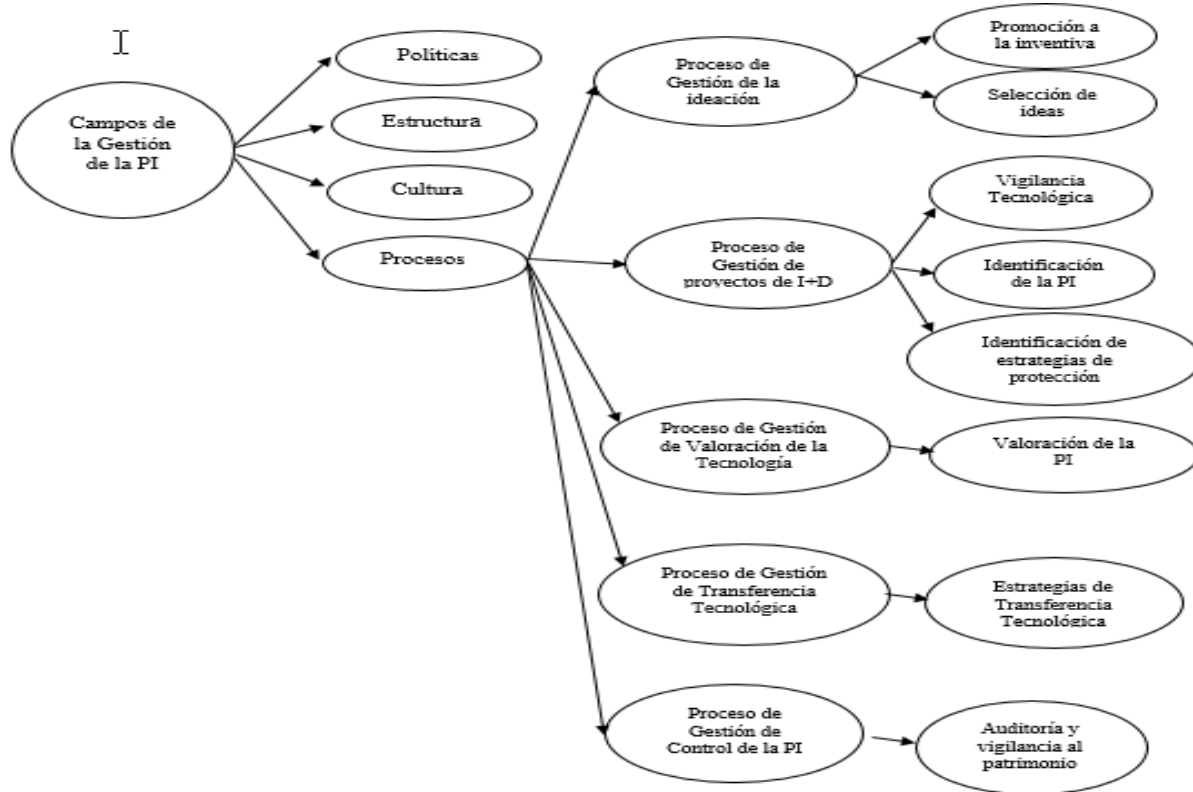 Campos de
la Gestión
de la PI
Políticas
Estructura
Cultura
Procesos
Proceso de
Gestión de la
ideación
Promoción a
la inventiva
Selección de
ideas
Proceso de
Gestión de
proyectos de I+D
Vigilancia
Tecnológica
Identificación
de la PI
Identificación de
estrategias de
protección
Proceso de Gestión
de Valoración de la
Tecnología
Valoración de la
PI
Proceso de Gestión
de Transferencia
Tecnológica
Estrategias de
Transferencia
Tecnológica
Proceso de
Gestión de
Control de la PI
Auditoría y
vigilancia al
patrimonio